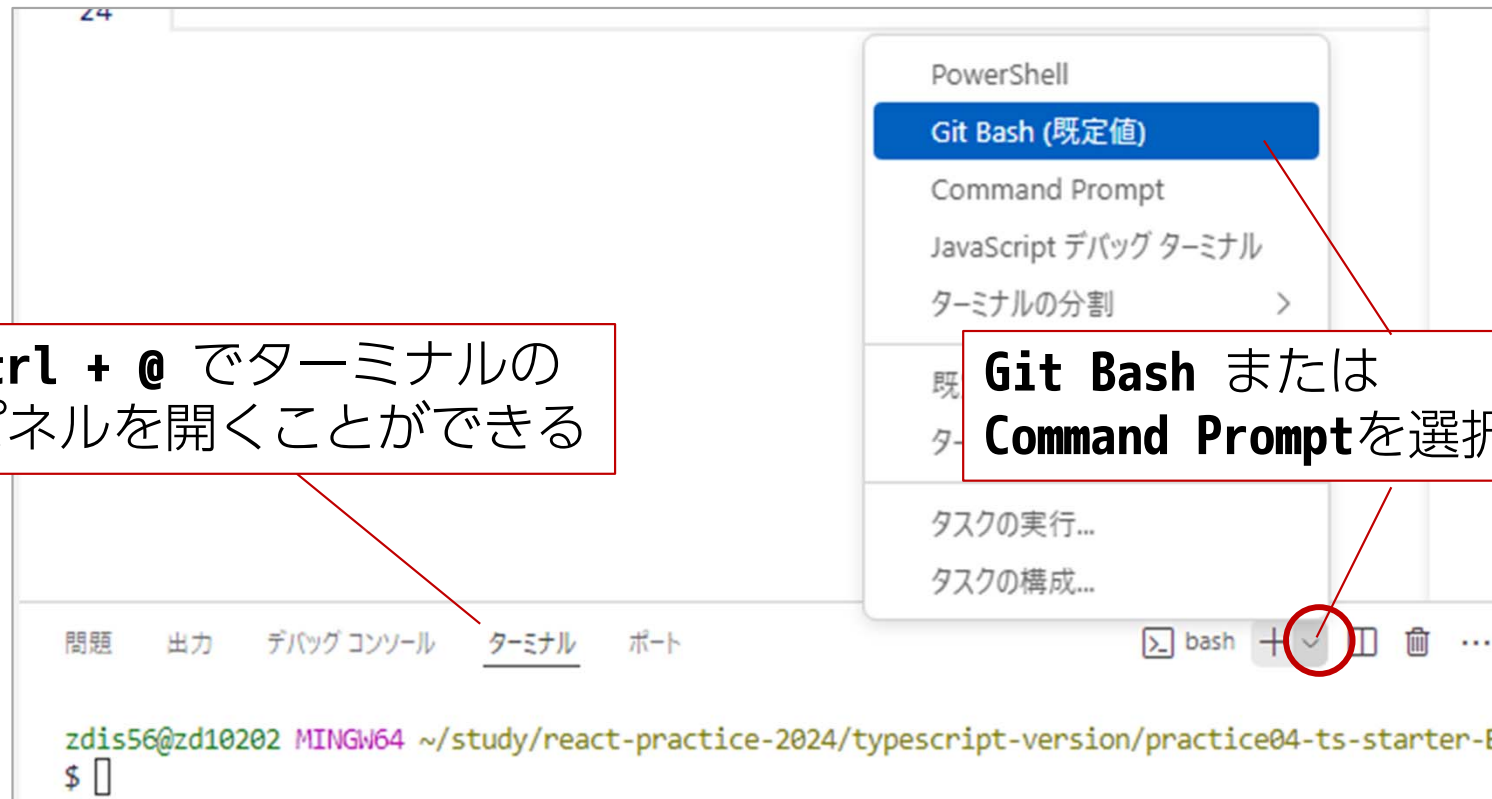 24
PowerShell
Git Bash (既定値)
Command Prompt
JavaScript デバッグ ターミナル
ターミナルの分割
trl + @ でターミナルの
ネルを開くことができる
既
ター
Git Bash または
Command Promptを選択
タスクの実行...
タスクの構成...
問題 出力 デバッグ コンソール ターミナル ポート bash
zdis56@zd10202 MINGW64 ~/study/react-practice-2024/typescript-version/practice04-ts-starter-
$